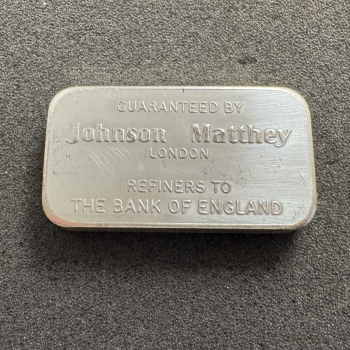 GUARANTEED BY
Johnson Matthey
LONDON
REFINERS TO
THE BANK OF ENGLAND